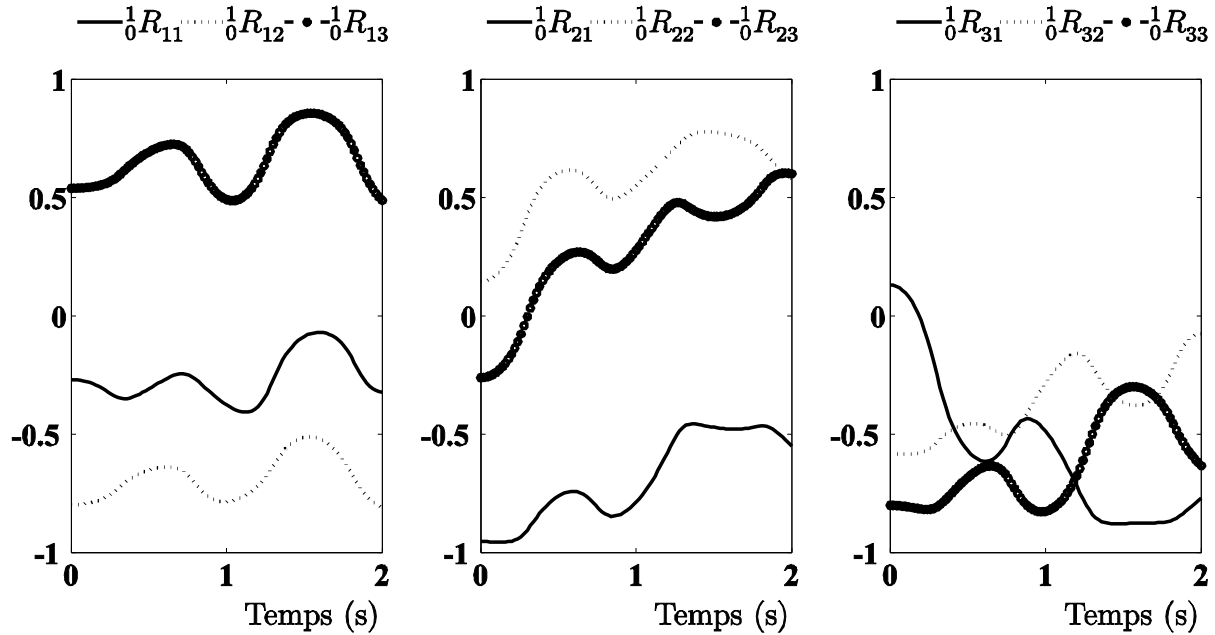 ¹₀R₁₁ ¹₀R₁₂ ¹₀R₁₃
1
0.5
0
-0.5
-1
0 1 2
Temps (s)
¹₀R₂₁ ¹₀R₂₂ ¹₀R₂₃
1
0.5
0
-0.5
-1
0 1 2
Temps (s)
¹₀R₃₁ ¹₀R₃₂ ¹₀R₃₃
1
0.5
0
-0.5
-1
0 1 2
Temps (s)